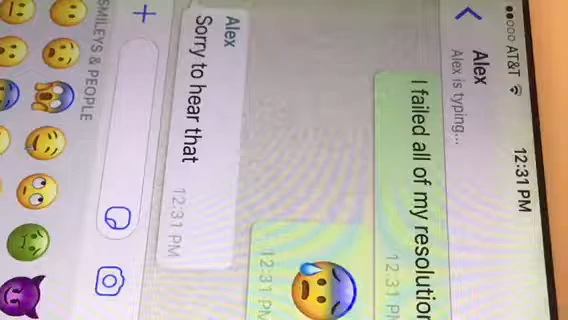 ●●○○○ AT&T 12:31 PM
Alex
Alex is typing...
I failed all of my resolution
12:31 PM
12:31 PM
Alex
Sorry to hear that
12:31 PM
SMILEYS & PEOPLE